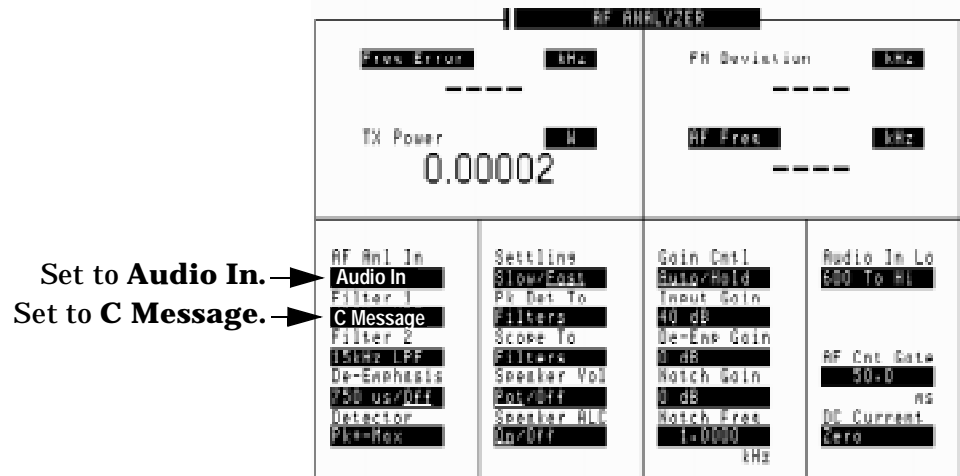 AF ANALYZER
Freq Error kHz
----
FM Deviation kHz
----
TX Power W
0.00002
AF Freq kHz
----
Set to Audio In.
Set to C Message.
AF Anl In
Audio In
Filter 1
C Message
Filter 2
15kHz LPF
De-Emphasis
750 us/Off
Detector
Pk+-Max
Settling
Slow/Fast
Pk Det To
Filters
Scope To
Filters
Speaker Vol
Pot/Off
Speaker ALC
On/Off
Gain Cntl
Auto/Hold
Input Gain
40 dB
De-Emp Gain
0 dB
Notch Gain
0 dB
Notch Freq
1.0000
kHz
Audio In Lo
600 To Hi
AF Cnt Gate
50.0
ms
DC Current
Zero